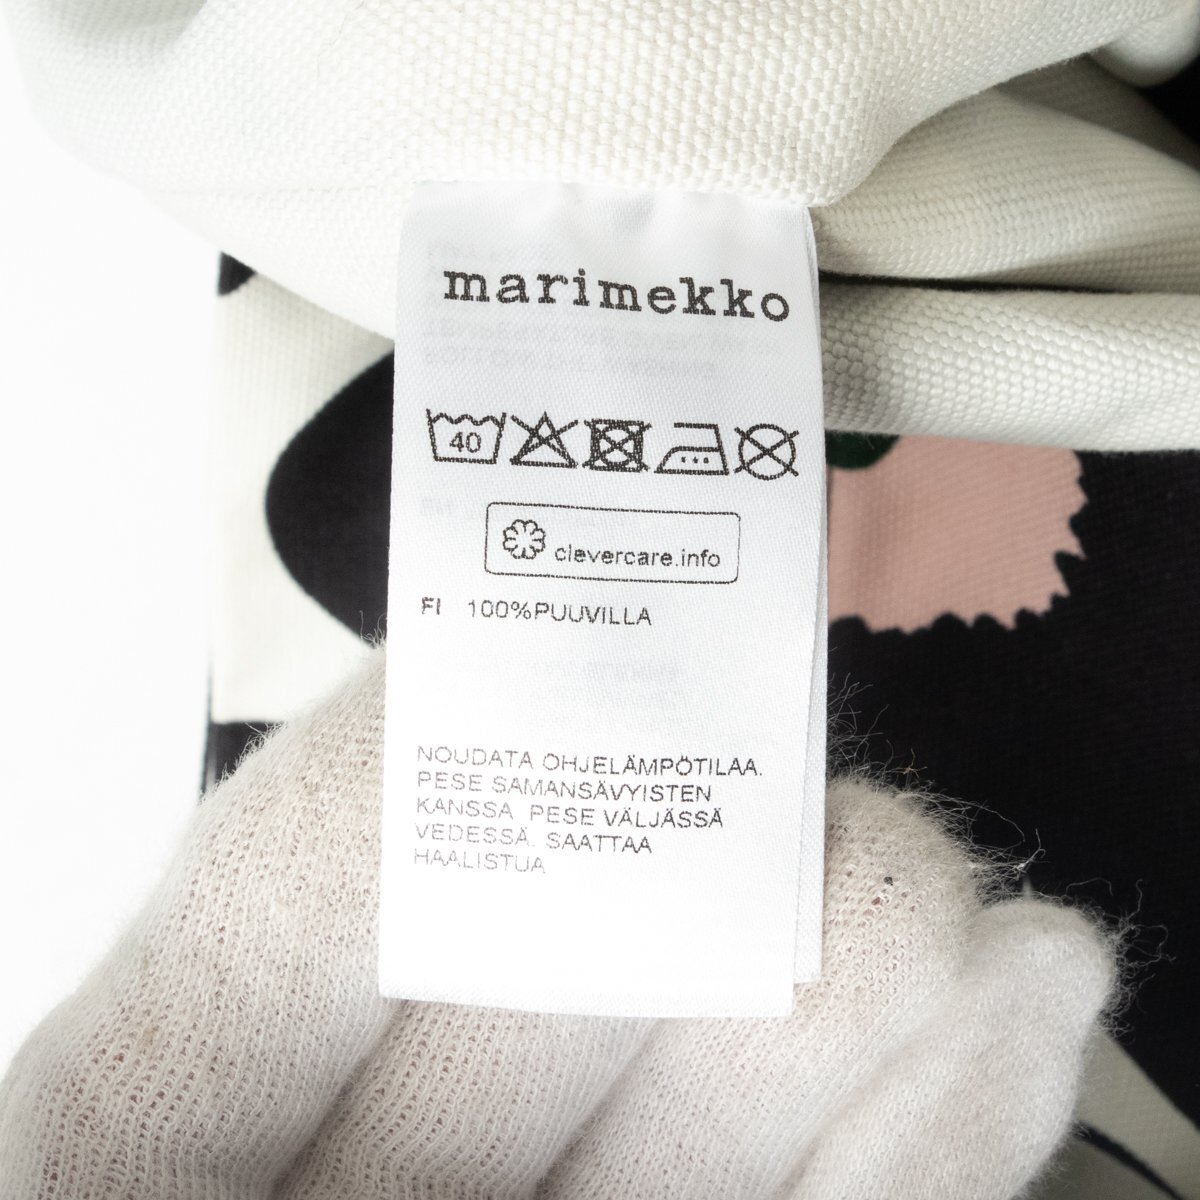 marimekko
40
clevercare.info
FI 100%PUUVILLA
NOUDATA OHJELÄMPÖTILAA.
PESE SAMANSÄVYISTEN
KANSSA. PESE VÄLJÄSSÄ
VEDESSÄ. SAATTAA
HAALISTUA